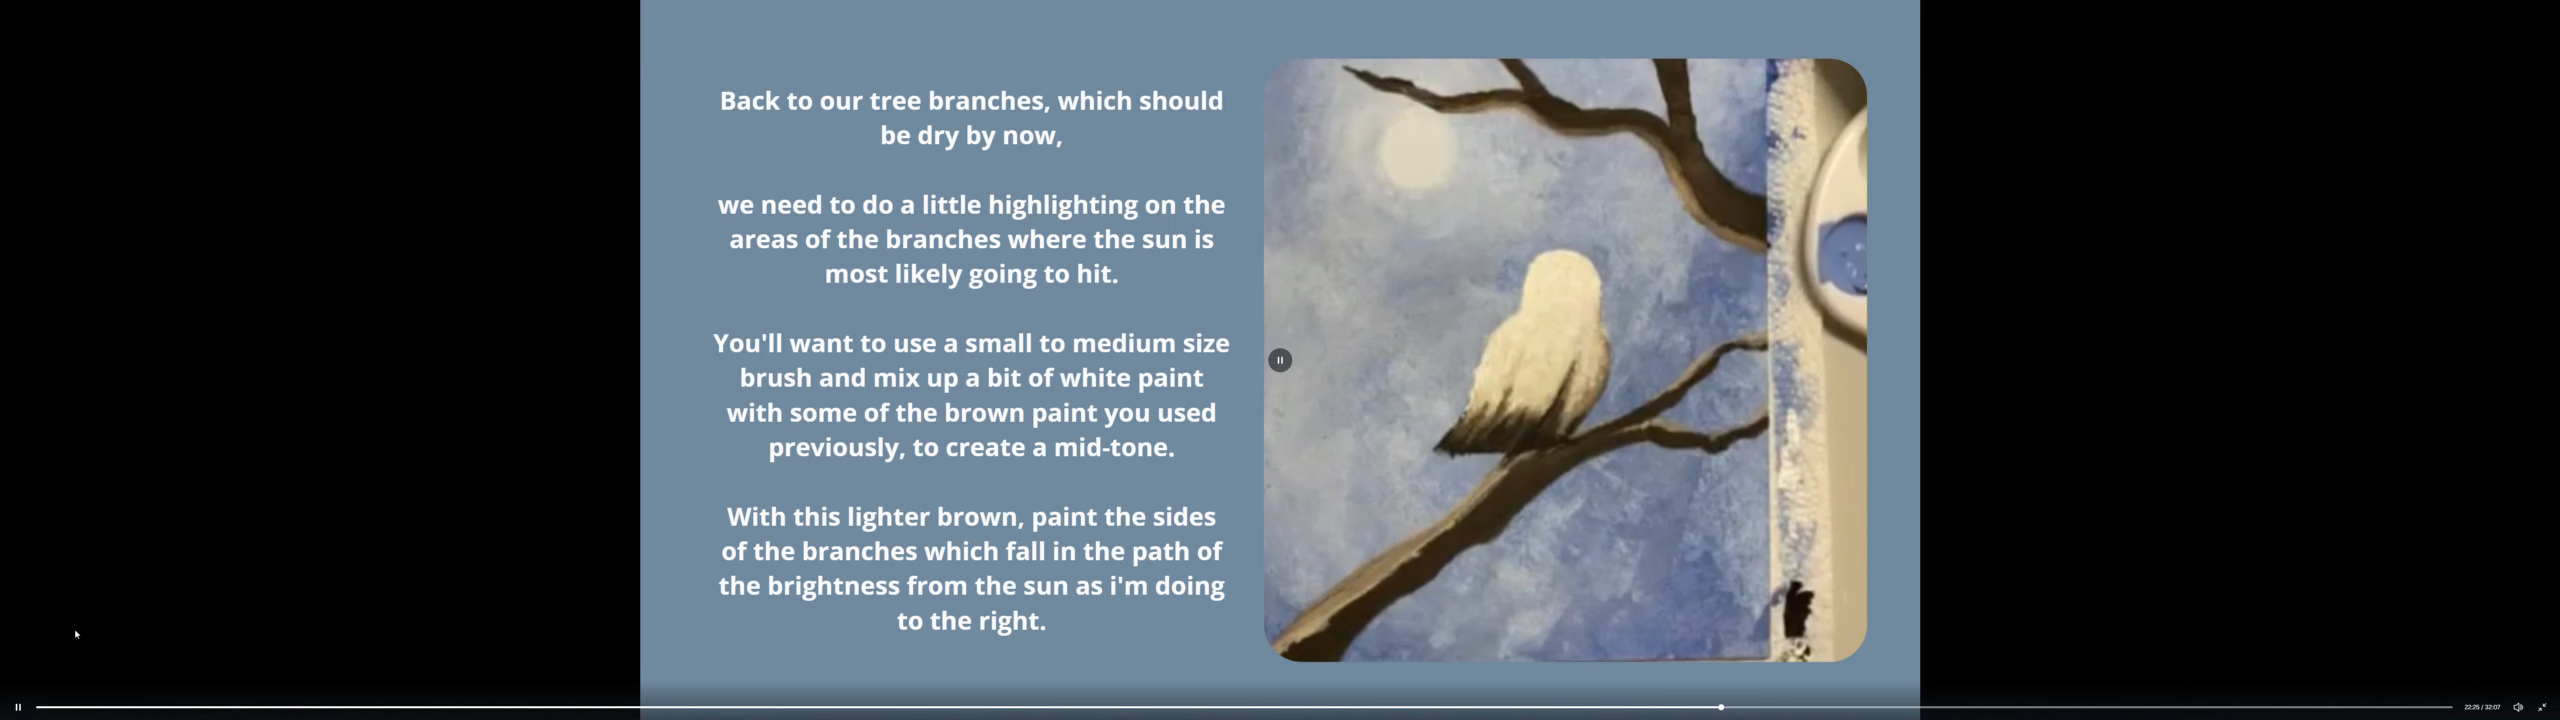 Back to our tree branches, which should
be dry by now,
we need to do a little highlighting on the
areas of the branches where the sun is
most likely going to hit.
You'll want to use a small to medium size
brush and mix up a bit of white paint
with some of the brown paint you used
previously, to create a mid-tone.
With this lighter brown, paint the sides
of the branches which fall in the path of
the brightness from the sun as i'm doing
to the right.
22:25 / 32:07